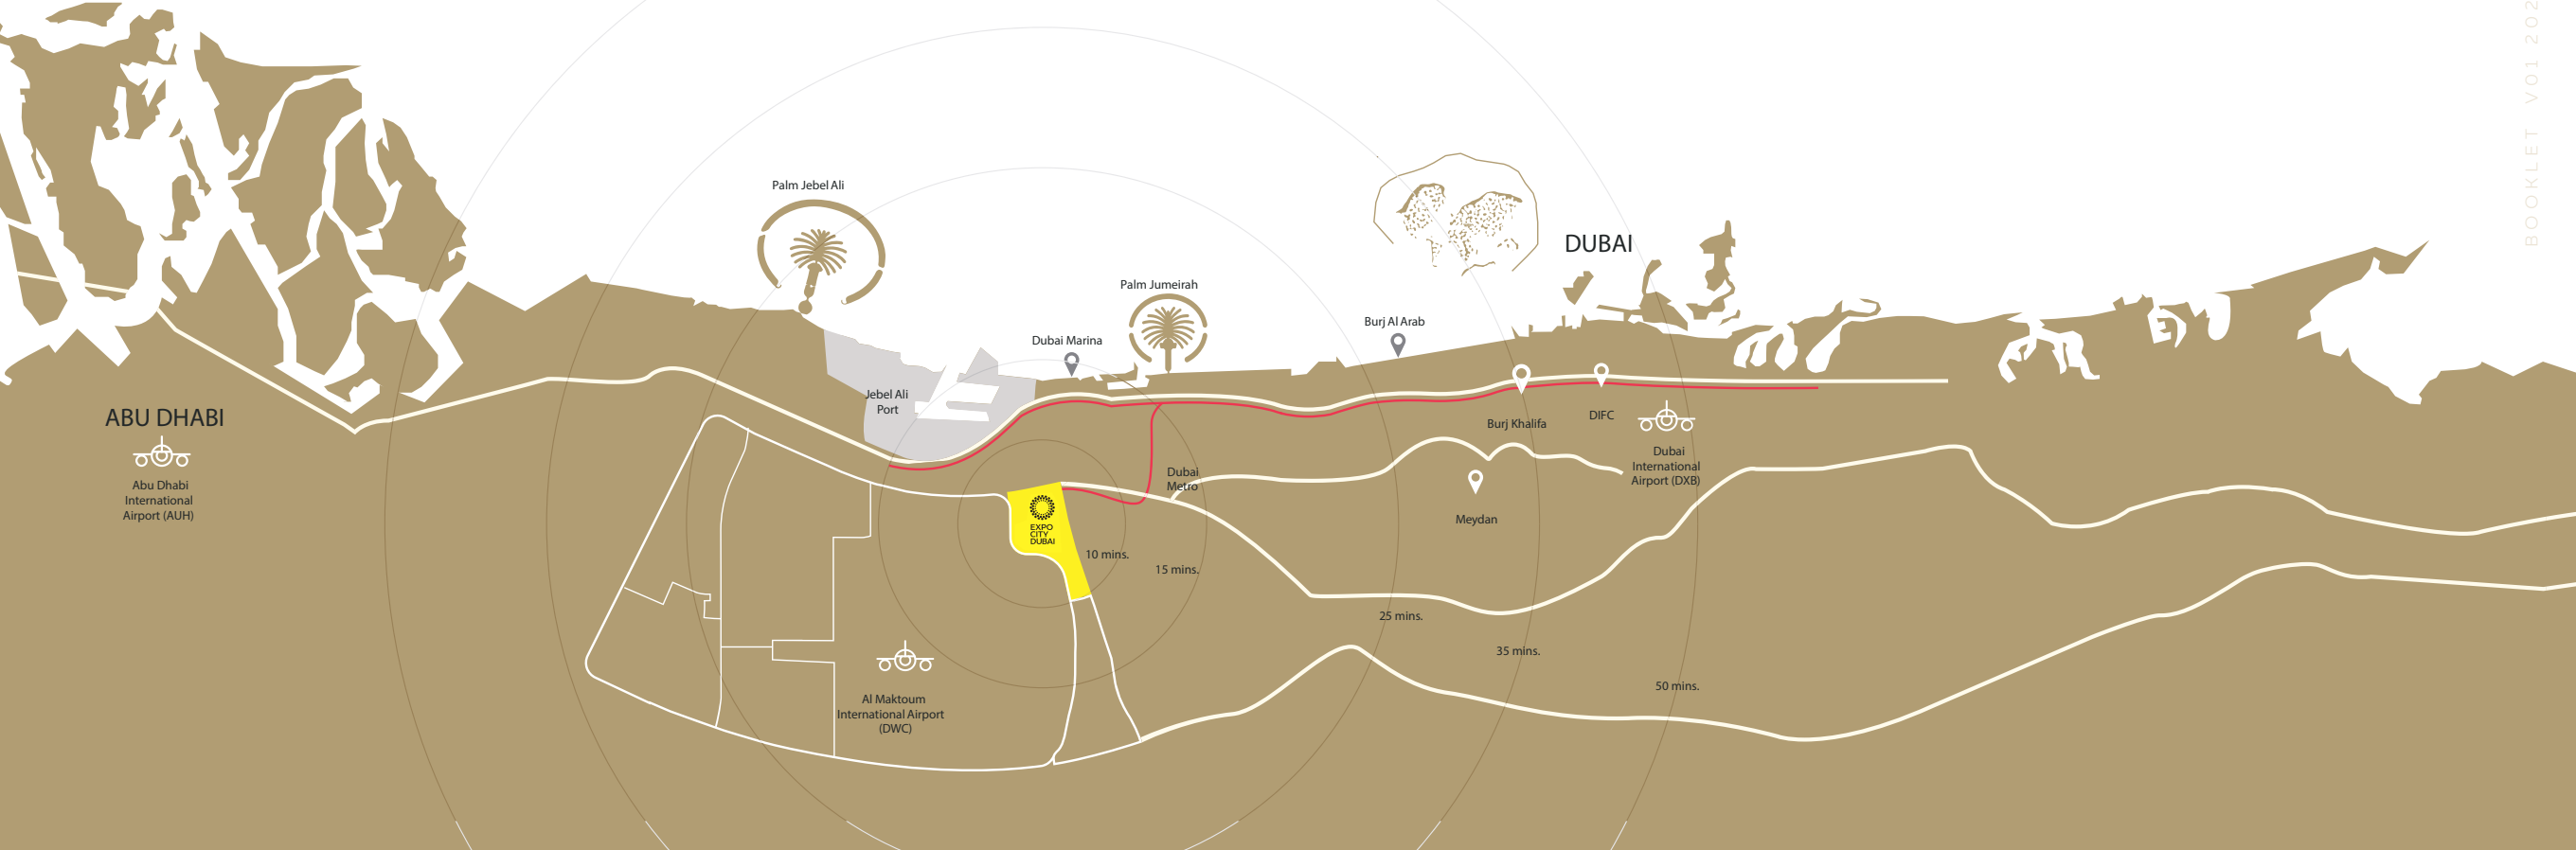 BOOKLET V01 202
Palm Jebel Ali
DUBAI
Palm Jumeirah
Burj Al Arab
Dubai Marina
Jebel Ali
Port
ABU DHABI
Burj Khalifa
DIFC
Dubai
International
Airport (DXB)
Dubai
Metro
Abu Dhabi
International
Airport (AUH)
Meydan
EXPO
CITY
DUBAI
10 mins.
15 mins.
25 mins.
35 mins.
50 mins.
Al Maktoum
International Airport
(DWC)